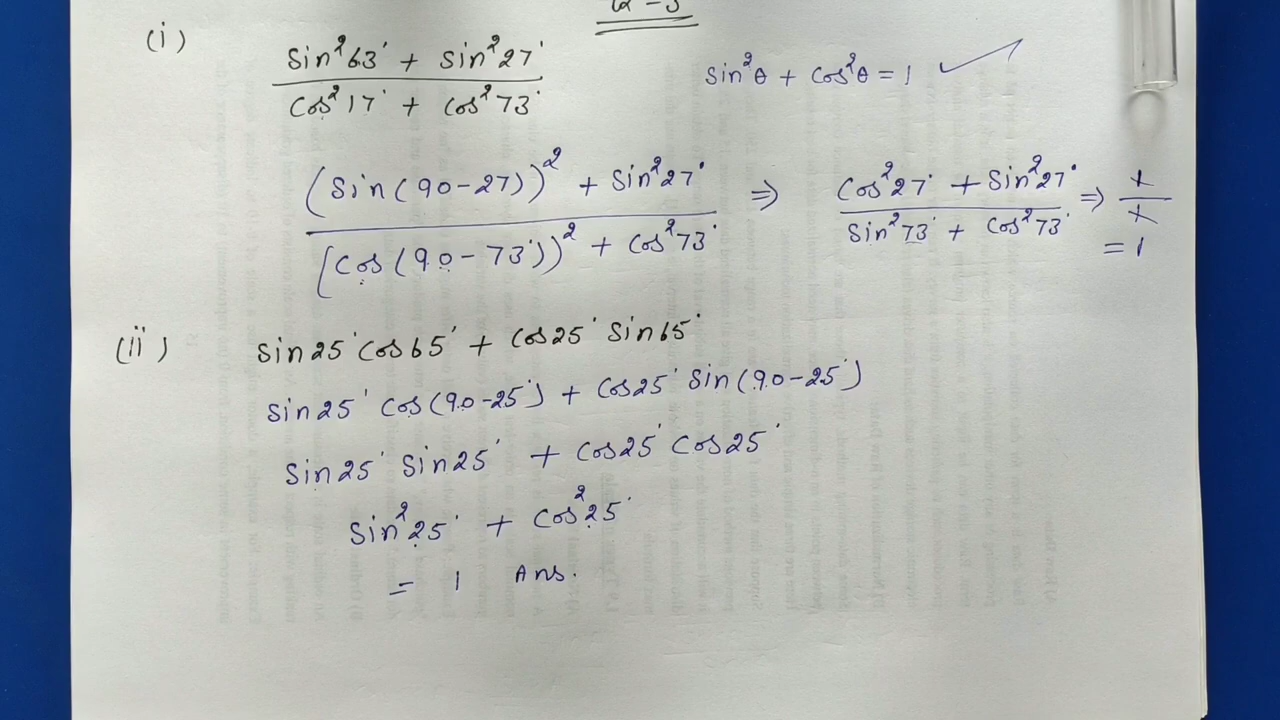 Q-3
(i)
Sin²63° + Sin²27° / Cos²17° + Cos²73°
Sin²θ + Cos²θ = 1 ✓
(Sin(90-27))² + Sin²27° / [Cos(90-73°))² + Cos²73° ⇒ Cos²27° + Sin²27° / Sin²73° + Cos²73° ⇒ 1/1
= 1
(ii) Sin25° Cos65° + Cos25° Sin65°
Sin25° Cos(90-25°) + Cos25° Sin(90-25°)
Sin25° Sin25° + Cos25° Cos25°
Sin²25° + Cos²25°
= 1 Ans.